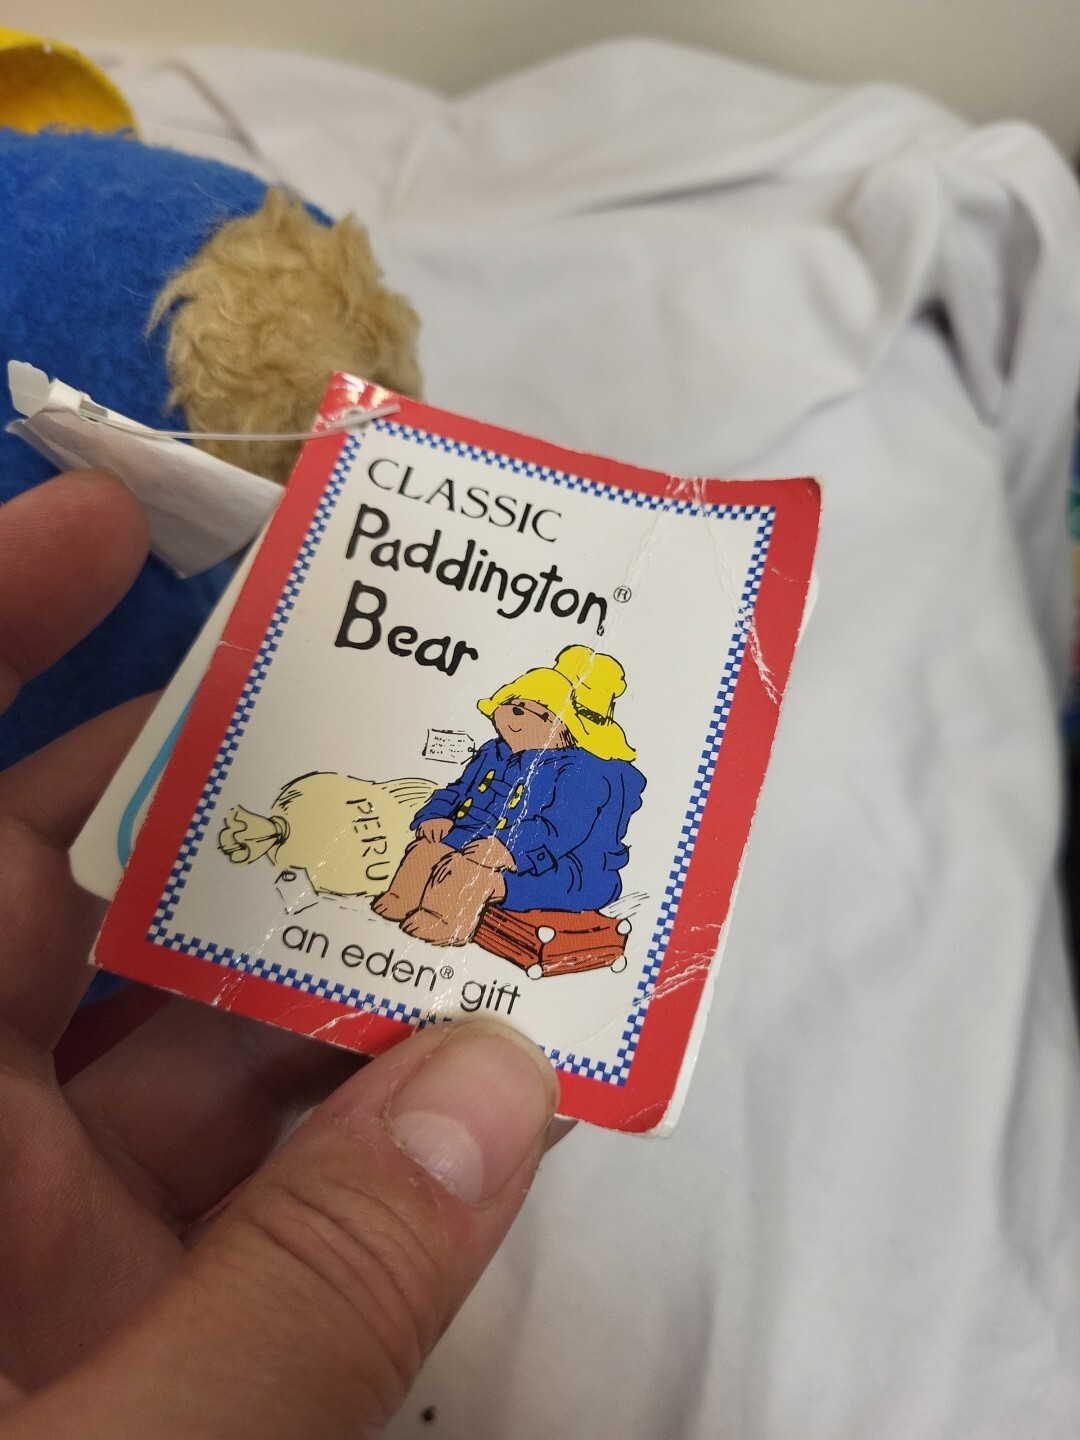 CLASSIC
Paddington®
Bear
PERU
an eden® gift